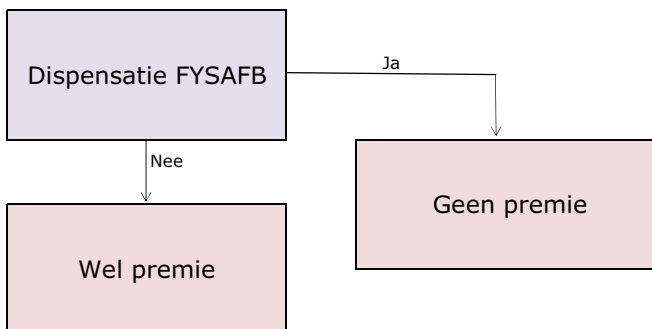 Dispensatie FYSAFB
Ja
Nee
Geen premie
Wel premie